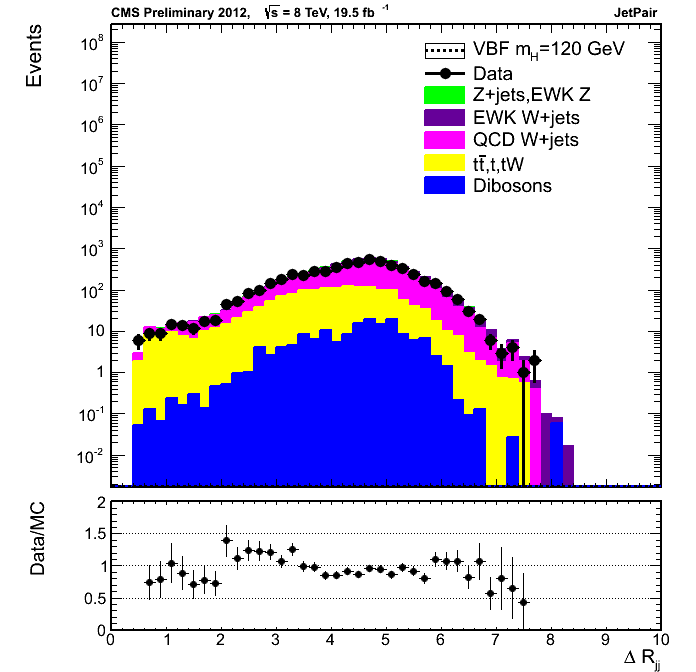 CMS Preliminary 2012, √s = 8 TeV, 19.5 fb⁻¹ JetPair
Events
10⁸
10⁷
10⁶
10⁵
10⁴
10³
10²
10
1
10⁻¹
10⁻²
VBF m_H=120 GeV
Data
Z+jets,EWK Z
EWK W+jets
QCD W+jets
tt̄,t,tW
Dibosons
Data/MC
2
1.5
1
0.5
0
0 1 2 3 4 5 6 7 8 9 10
Δ R_jj